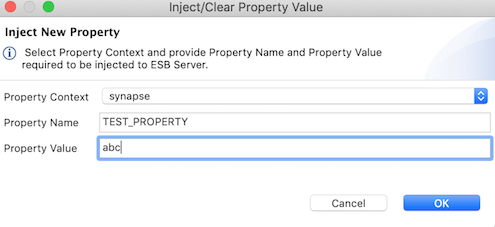 Inject/Clear Property Value
Inject New Property
Select Property Context and provide Property Name and Property Value
required to be injected to ESB Server.
Property Context synapse
Property Name TEST_PROPERTY
Property Value abc
Cancel OK